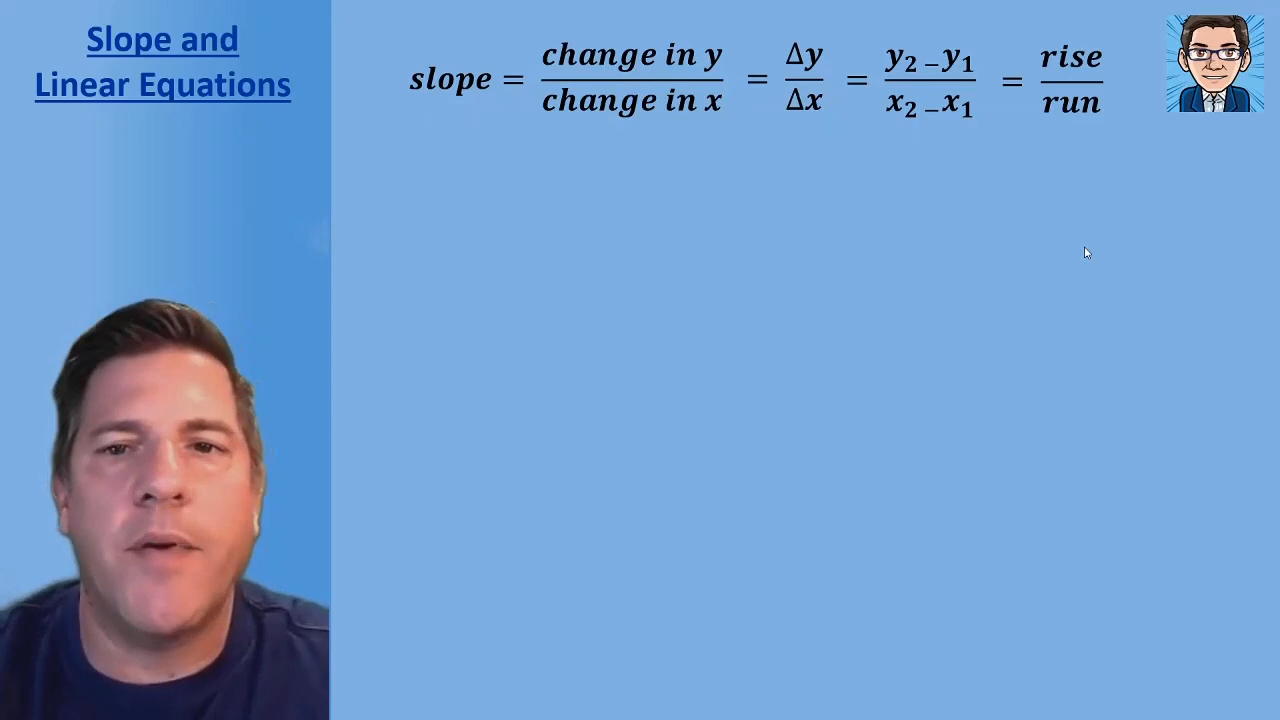 Slope and
Linear Equations
slope = change in y / change in x = Δy / Δx = y₂ − y₁ / x₂ − x₁ = rise / run